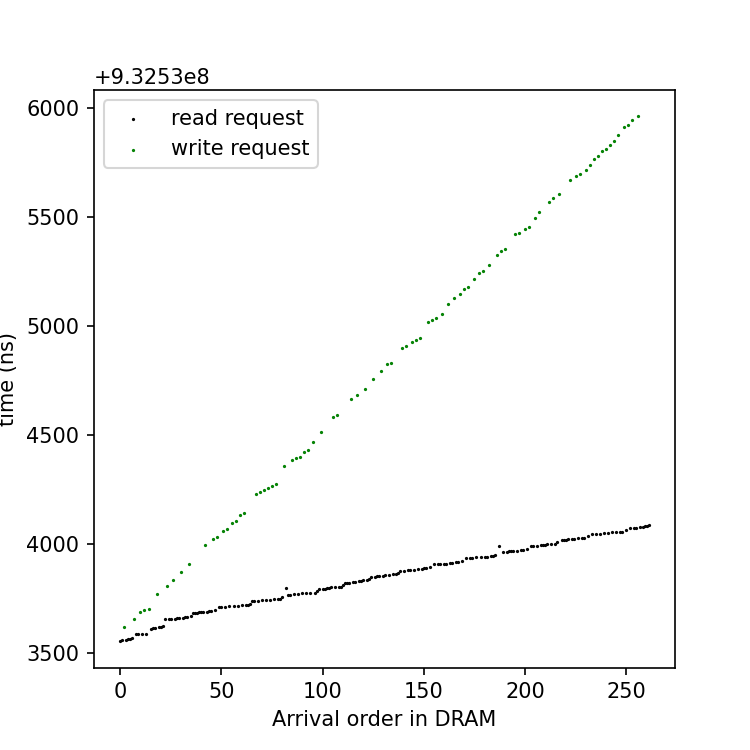 +9.3253e8
read request
write request
6000
5500
5000
4500
4000
3500
time (ns)
0 50 100 150 200 250
Arrival order in DRAM